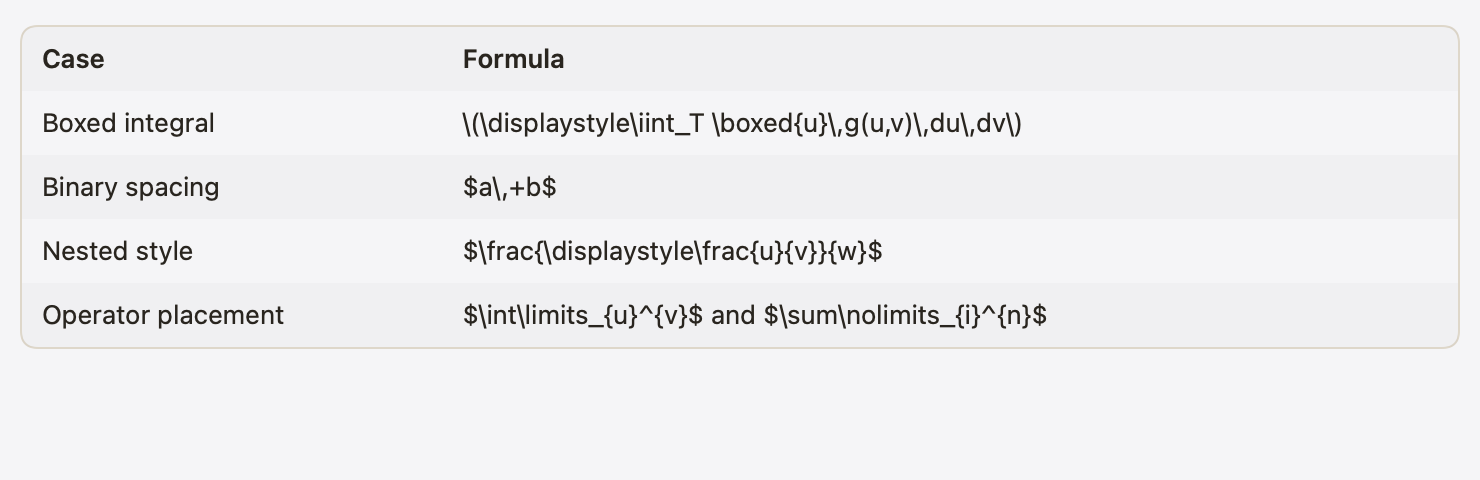 Case Formula
Boxed integral \(\displaystyle\iint_T \boxed{u}\,g(u,v)\,du\,dv\)
Binary spacing $a\,+b$
Nested style $\frac{\displaystyle\frac{u}{v}}{w}$
Operator placement $\int\limits_{u}^{v}$ and $\sum\nolimits_{i}^{n}$